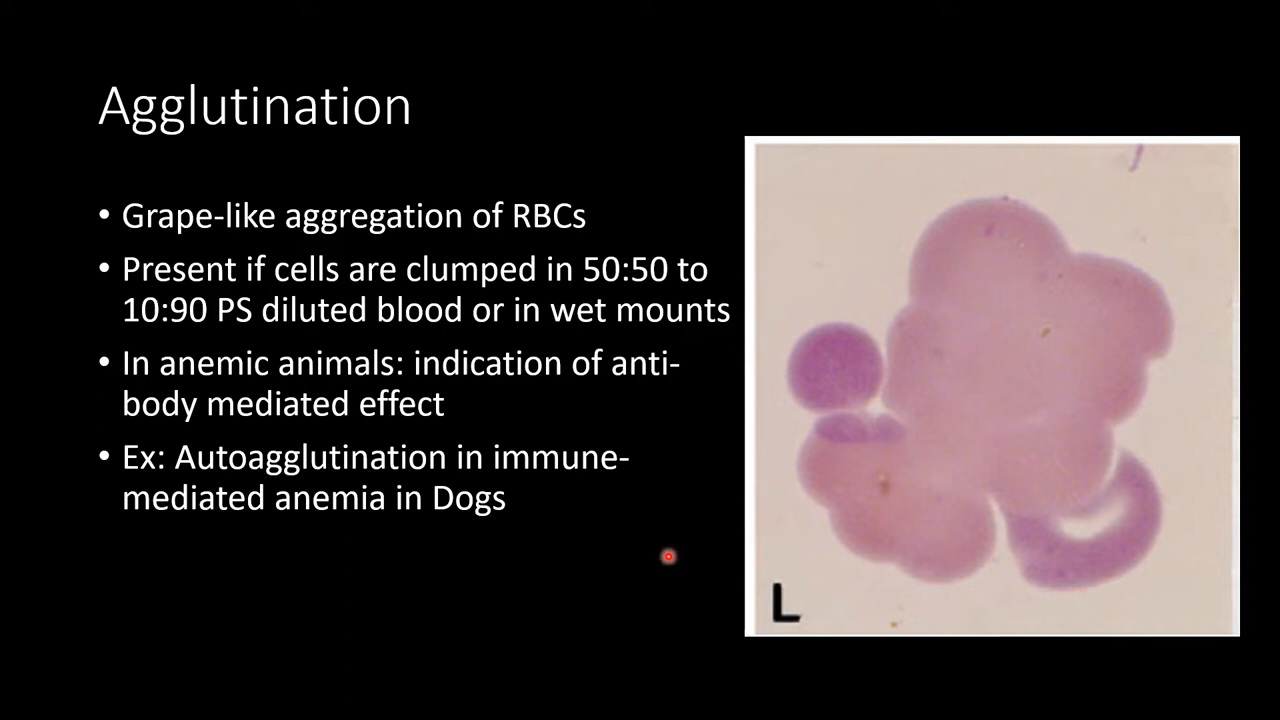 Agglutination
• Grape-like aggregation of RBCs
• Present if cells are clumped in 50:50 to
10:90 PS diluted blood or in wet mounts
• In anemic animals: indication of anti-
body mediated effect
• Ex: Autoagglutination in immune-
mediated anemia in Dogs
L